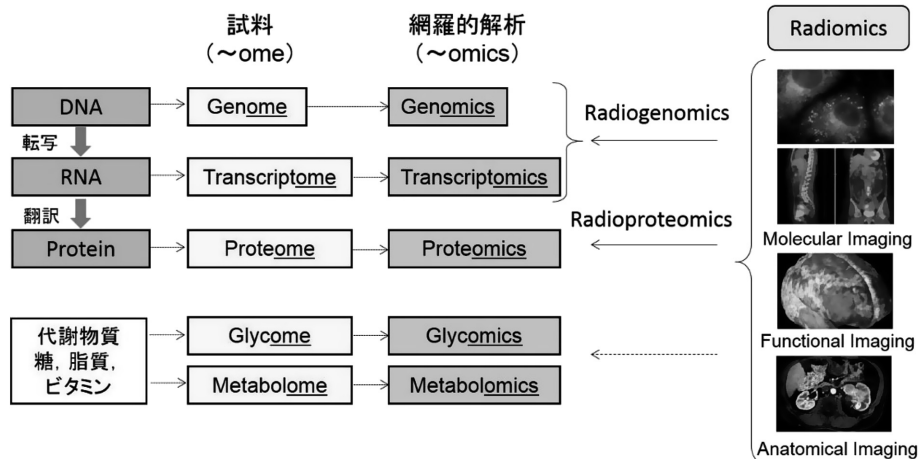 試料
（～ome）
網羅的解析
（～omics）
Radiomics
DNA
Genome
Genomics
Radiogenomics
転写
RNA
Transcriptome
Transcriptomics
翻訳
Radioproteomics
Protein
Proteome
Proteomics
Molecular Imaging
代謝物質
糖, 脂質,
ビタミン
Glycome
Glycomics
Functional Imaging
Metabolome
Metabolomics
Anatomical Imaging